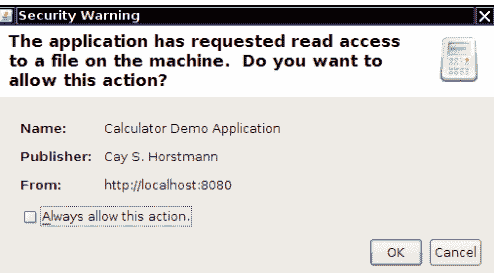 Security Warning
The application has requested read access
to a file on the machine.  Do you want to
allow this action?
Name: Calculator Demo Application
Publisher: Cay S. Horstmann
From: http://localhost:8080
Always allow this action.
OK Cancel